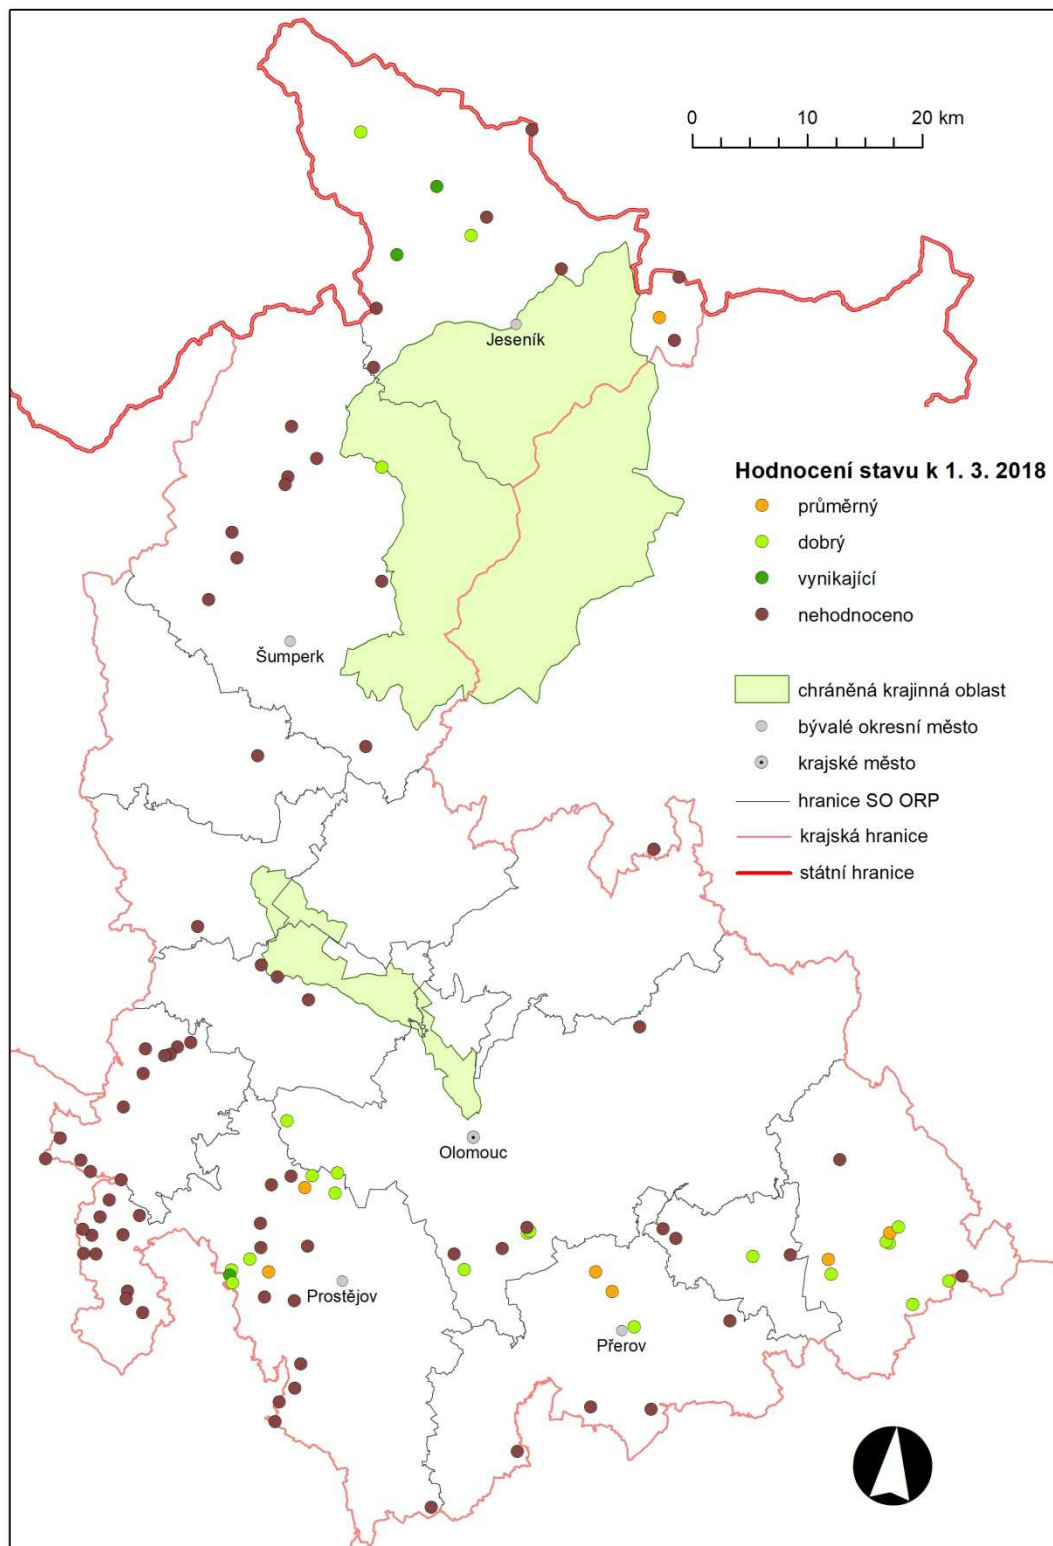 0 10 20 km
Jeseník
Hodnocení stavu k 1. 3. 2018
průměrný
dobrý
vynikající
nehodnoceno
Šumperk
chráněná krajinná oblast
bývalé okresní město
krajské město
hranice SO ORP
krajská hranice
státní hranice
Olomouc
Prostějov
Přerov